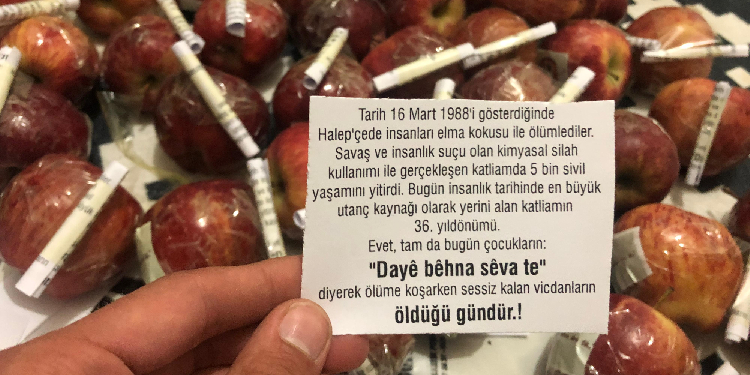 Tarih 16 Mart 1988'i gösterdiğinde
Halep'çede insanları elma kokusu ile ölümlediler.
Savaş ve insanlık suçu olan kimyasal silah
kullanımı ile gerçekleşen katliamda 5 bin sivil
yaşamını yitirdi. Bugün insanlık tarihinde en büyük
utanç kaynağı olarak yerini alan katliamın
36. yıldönümü.
Evet, tam da bugün çocukların:
"Dayê bêhna sêva te"
diyerek ölüme koşarken sessiz kalan vicdanların
öldüğü gündür.!